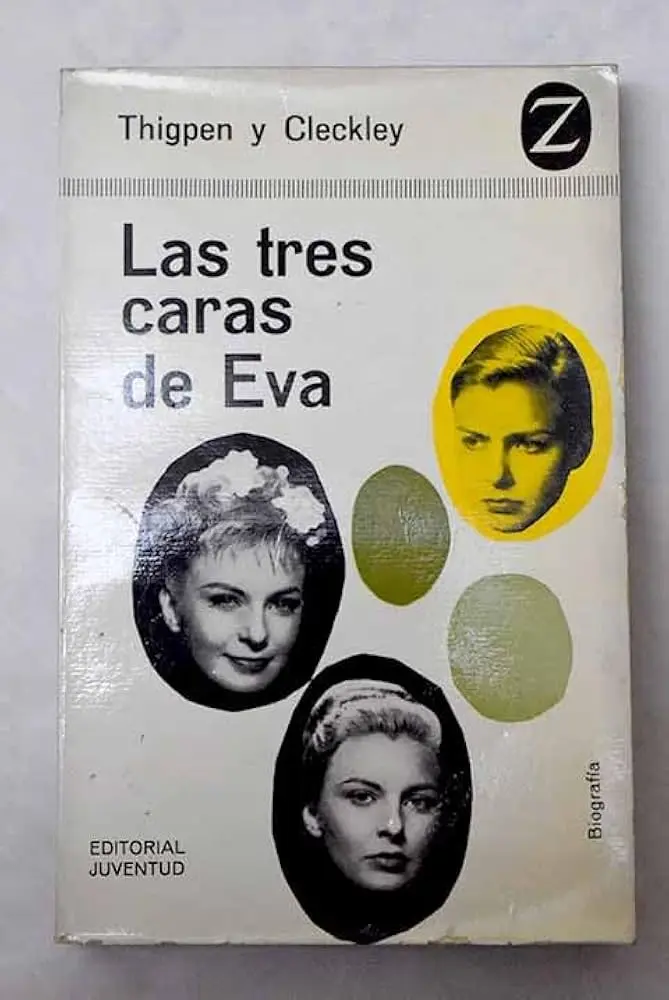 Thigpen y Cleckley
Z
Las tres
caras
de Eva
Biografía
EDITORIAL
JUVENTUD